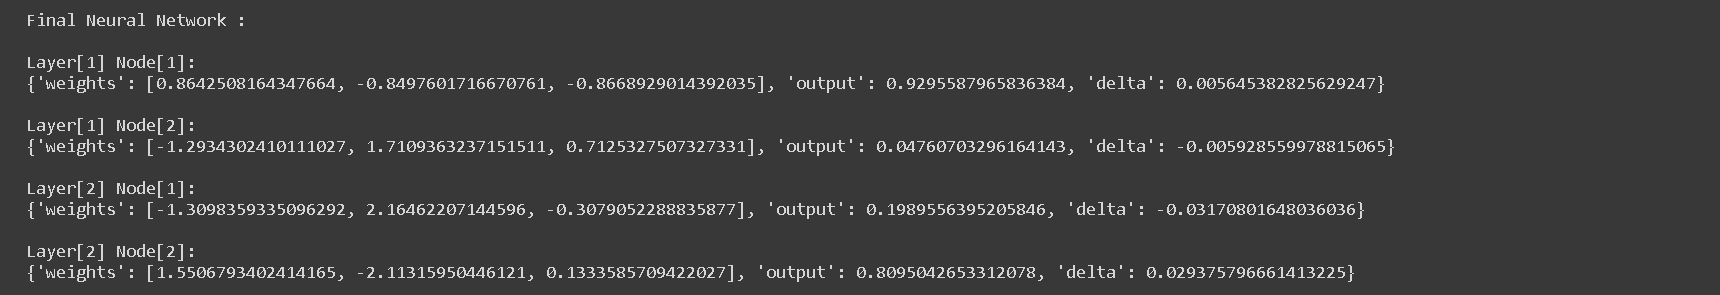 Final Neural Network :
Layer[1] Node[1]:
{'weights': [0.8642508164347664, -0.8497601716670761, -0.8668929014392035], 'output': 0.9295587965836384, 'delta': 0.005645382825629247}
Layer[1] Node[2]:
{'weights': [-1.2934302410111027, 1.7109363237151511, 0.7125327507327331], 'output': 0.04760703296164143, 'delta': -0.005928559978815065}
Layer[2] Node[1]:
{'weights': [-1.3098359335096292, 2.16462207144596, -0.3079052288835877], 'output': 0.1989556395205846, 'delta': -0.03170801648036036}
Layer[2] Node[2]:
{'weights': [1.5506793402414165, -2.11315950446121, 0.1333585709422027], 'output': 0.8095042653312078, 'delta': 0.029375796661413225}